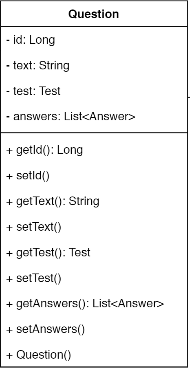 Question
- id: Long
- text: String
- test: Test
- answers: List<Answer>
+ getId(): Long
+ setId()
+ getText(): String
+ setText()
+ getTest(): Test
+ setTest()
+ getAnswers(): List<Answer>
+ setAnswers()
+ Question()